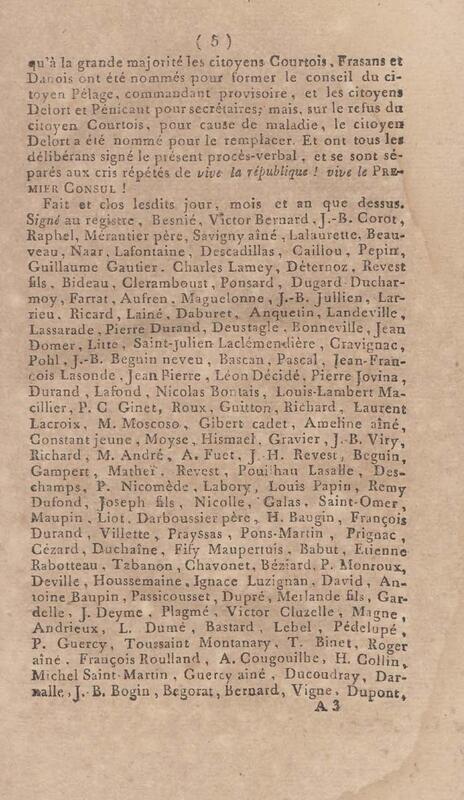 ( 5 )
qu'à la grande majorité les citoyens Courtois, Frasans et
Danois ont été nommés pour former le conseil du ci-
toyen Pélage, commandant provisoire, et les citoyens
Delort et Pénicaut pour secrétaires; mais, sur le refus du
citoyen Courtois, pour cause de maladie, le citoyen
Delort a été nommé pour le remplacer. Et ont tous les
délibérans signé le présent procès-verbal, et se sont sé-
parés aux cris répétés de vive la république ! vive le PRE-
MIER CONSUL !
Fait et clos lesdits jour, mois et an que dessus.
Signé au registre, Besnié, Victor Bernard, J.-B. Corot,
Raphel, Mérantier père, Savigny aîné, Lalaurette, Beau-
veau, Naar, Lafontaine, Descadillas, Caillou, Pepin,
Guillaume Gautier, Charles Lamey, Déternoz, Revest
fils, Bideau, Cleramboust, Ponsard, Dugard Duchar-
moy, Farrat, Aufren, Maguelonne, J.-B. Jullien, Lar-
rieu, Ricard, Lainé, Daburet, Anquetin, Landeville,
Lassarade, Pierre Durand, Deustagle, Bonneville, Jean
Domer, Litte, Saint-Julien Laclémendière, Cravignac,
Pohl, J.-B. Beguin neveu, Bascan, Pascal, Jean-Fran-
çois Lasonde, Jean Pierre, Léon Décidé, Pierre Jovina,
Durand, Lafond, Nicolas Bontais, Louis-Lambert Ma-
cillier, P. C. Ginet, Roux, Guitton, Richard, Laurent
Lacroix, M. Moscoso, Gibert cadet, Ameline aîné,
Constant jeune, Moyse, Hismael, Gravier, J.-B. Viry,
Richard, M. André, A. Fuet, J.-H. Revest, Beguin,
Gampert, Matheï, Revest, Pouilhau Lasalle, Des-
champs, P. Nicomède, Labory, Louis Papin, Remy
Dufond, Joseph fils, Nicolle, Galas, Saint-Omer,
Maupin, Liot, Darboussier père, H. Baugin, François
Durand, Villette, Prayssas, Pons-Martin, Prignac,
Cézard, Duchaîne, Fify Maupertuis, Babut, Etienne
Rabotteau, Tabanon, Chavonet, Béziard, P. Monroux,
Deville, Houssemaine, Ignace Luzignan, David, An-
toine Baupin, Passicousset, Dupré, Merlande fils, Gar-
delle, J. Deyme, Plagmé, Victor Cluzelle, Magne,
Andrieux, L. Dumé, Bastard, Lebel, Pédelupé,
P. Guercy, Toussaint Montanary, T. Binet, Roger
aîné, François Roulland, A. Cougouilhe, H. Collin,
Michel Saint-Martin, Guercy ainé, Ducoudray, Dar-
nalle, J.-B. Bogin, Bégorat, Bernard, Vigne, Dupont,
A 3